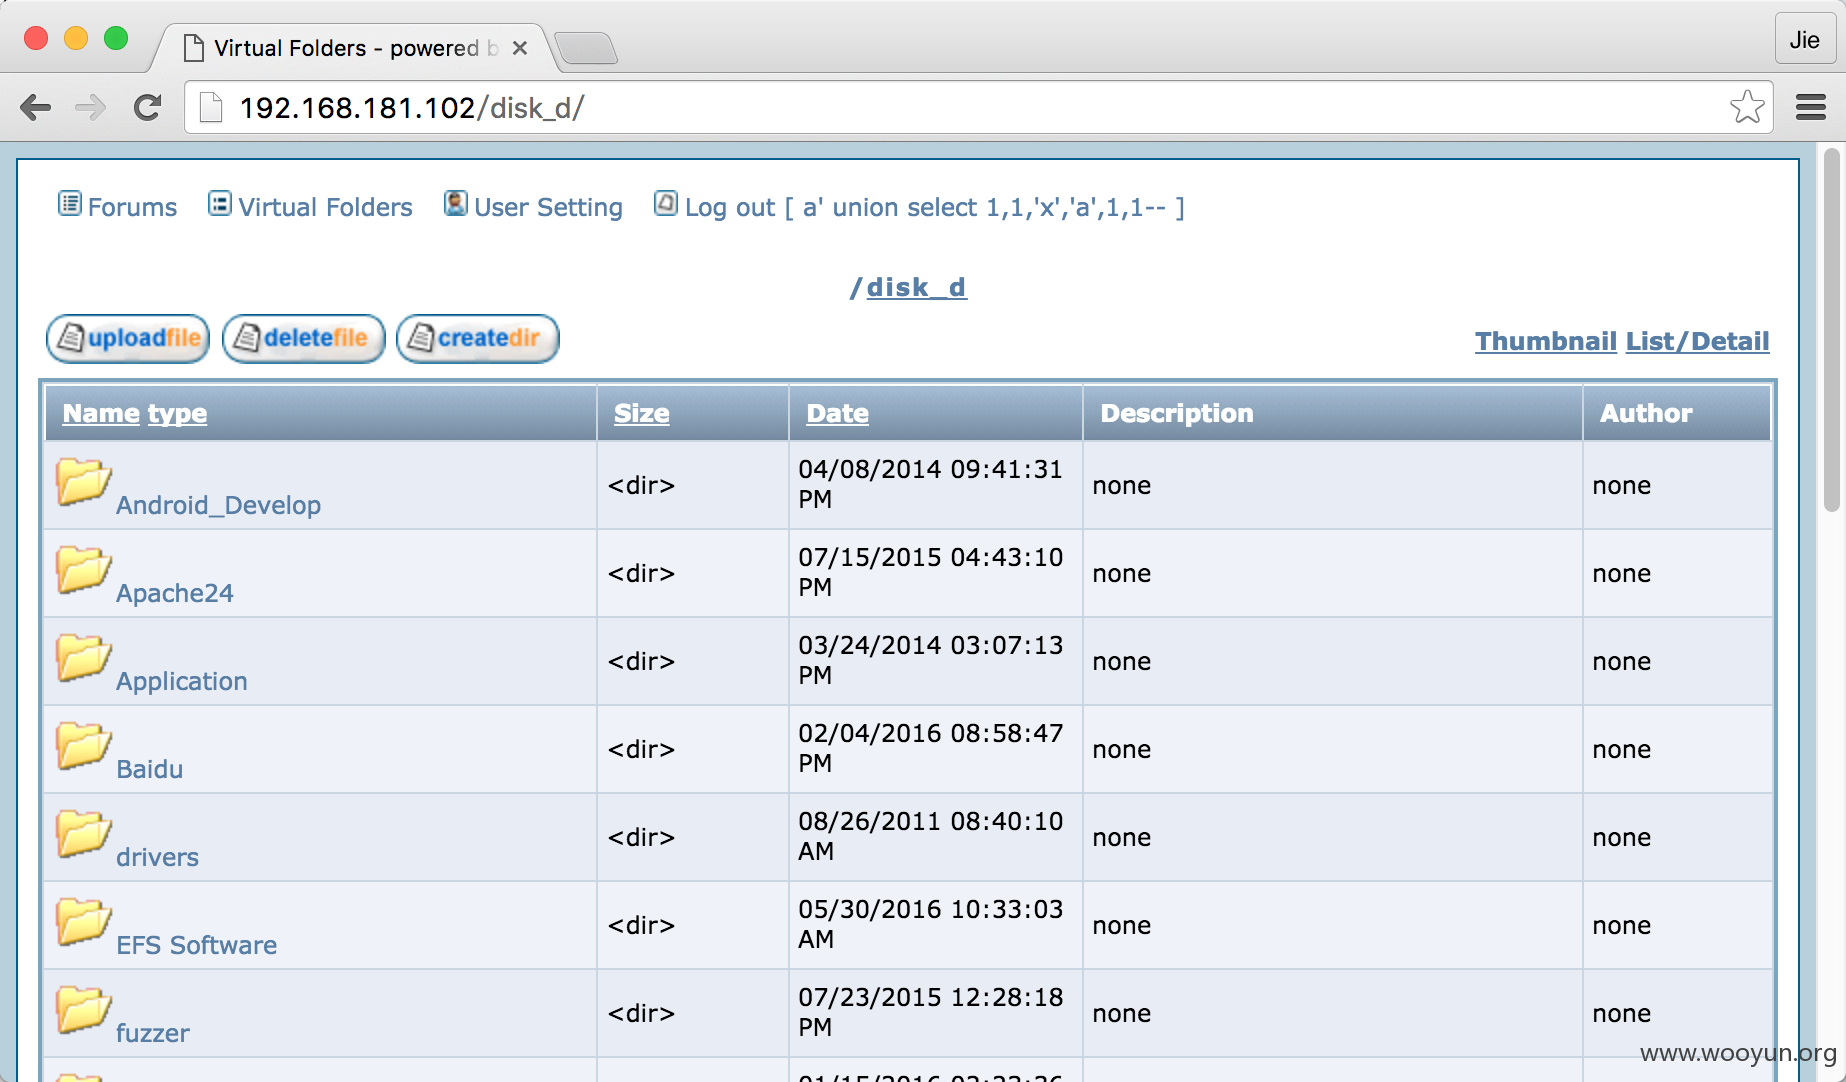 Virtual Folders - powered b
Jie
192.168.181.102/disk_d/
Forums Virtual Folders User Setting Log out [ a' union select 1,1,'x','a',1,1-- ]
/disk_d
uploadfile deletefile createdir
Thumbnail List/Detail
Name type Size Date Description Author
Android_Develop <dir> 04/08/2014 09:41:31 PM none none
Apache24 <dir> 07/15/2015 04:43:10 PM none none
Application <dir> 03/24/2014 03:07:13 PM none none
Baidu <dir> 02/04/2016 08:58:47 PM none none
drivers <dir> 08/26/2011 08:40:10 AM none none
EFS Software <dir> 05/30/2016 10:33:03 AM none none
fuzzer <dir> 07/23/2015 12:28:18 PM none none
www.wooyun.org